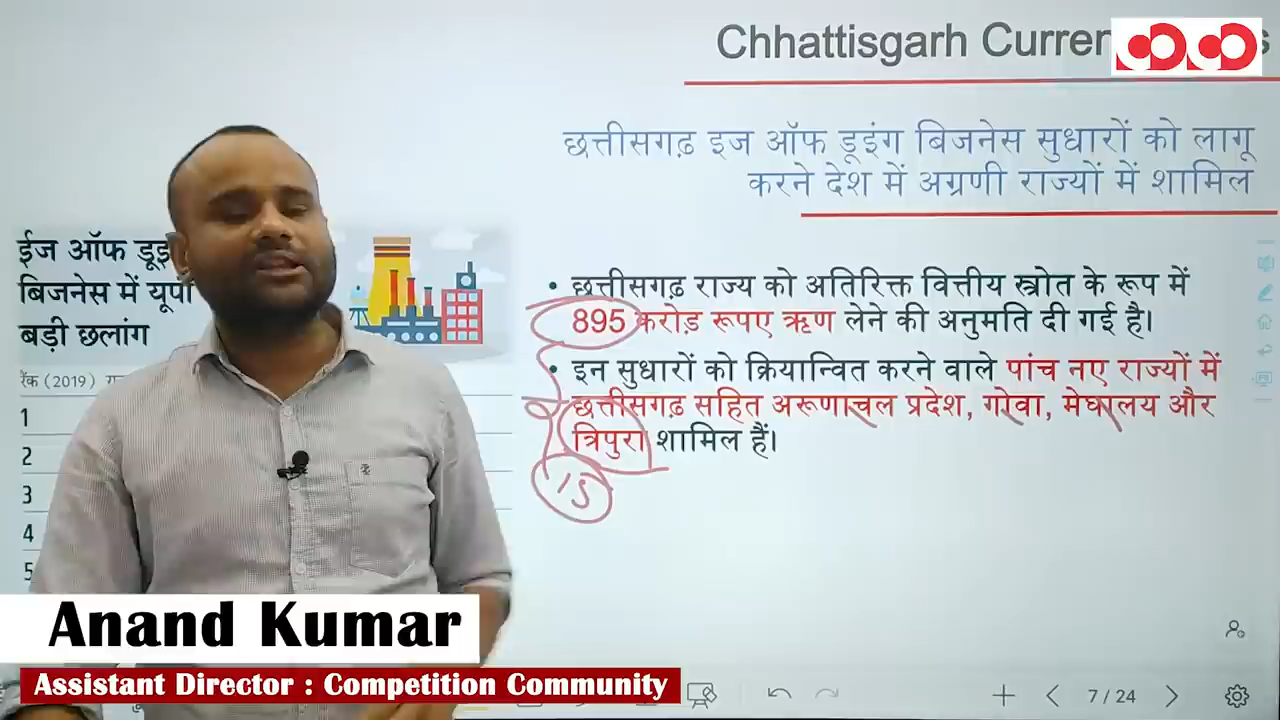 Chhattisgarh
छत्तीसगढ़ इज ऑफ डूइंग बिजनेस सुधारों को लागू
करने देश में अग्रणी राज्यों में शामिल
ईज ऑफ
बिजनेस में यूपी
बड़ी छलांग
रैंक (2019)
1
2
3
4
5
• छत्तीसगढ़ राज्य को अतिरिक्त वित्तीय स्त्रोत के रूप में
895 करोड़ रूपए ऋण लेने की अनुमति दी गई है।
• इन सुधारों को क्रियान्वित करने वाले पांच नए राज्यों में
छत्तीसगढ़ सहित अरूणाचल प्रदेश, गोवा, मेघालय और
त्रिपुरा शामिल हैं।
15
Anand Kumar
Assistant Director : Competition Community
7 / 24